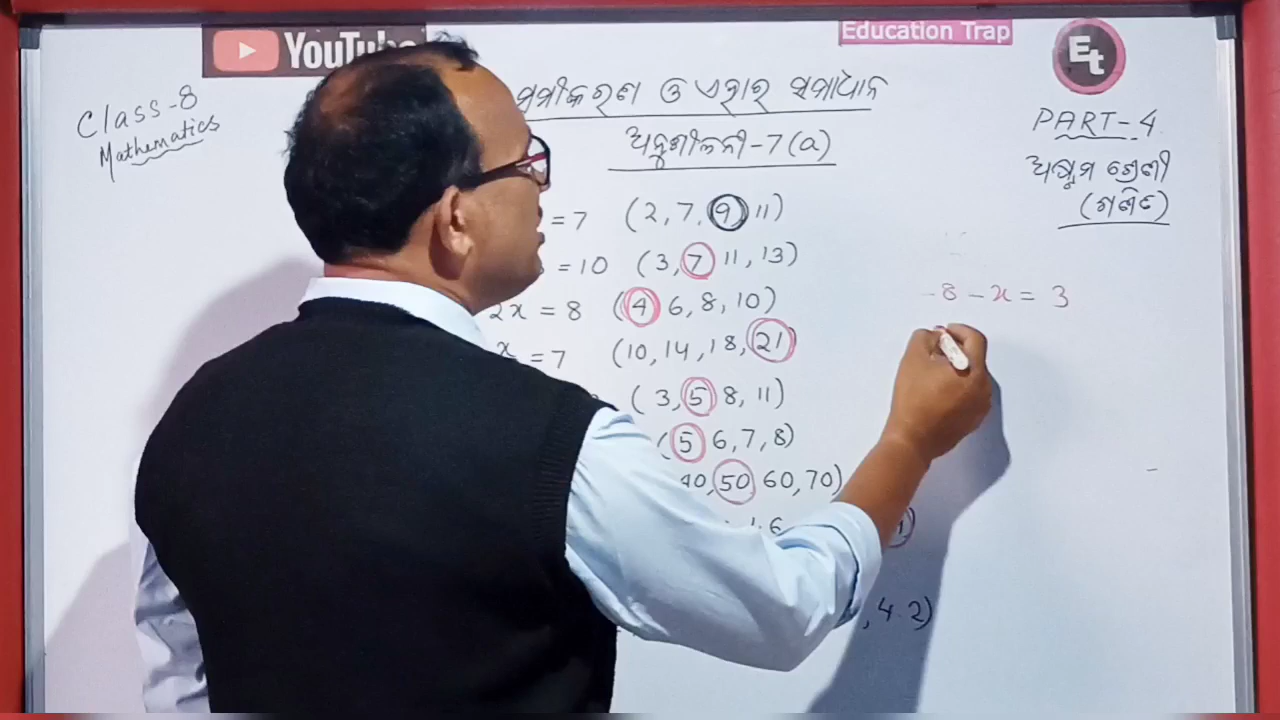 YouTube
Education Trap
Et
Class-8
Mathematics
ସମୀକରଣ ଓ ଏହାର ସମାଧାନ
ଅନୁଶୀଳନୀ-7(a)
PART-4
ଅଷ୍ଟମ ଶ୍ରେଣୀ
(ଗଣିତ)
= 7 (2, 7, 9, 11)
= 10 (3, 7 11, 13)
2x = 8 (4 6, 8, 10)
= 7 (10, 14, 18, 21)
(3, 5 8, 11)
(5 6, 7, 8)
40, 50 60, 70)
, 4.2)
-8 - x = 3